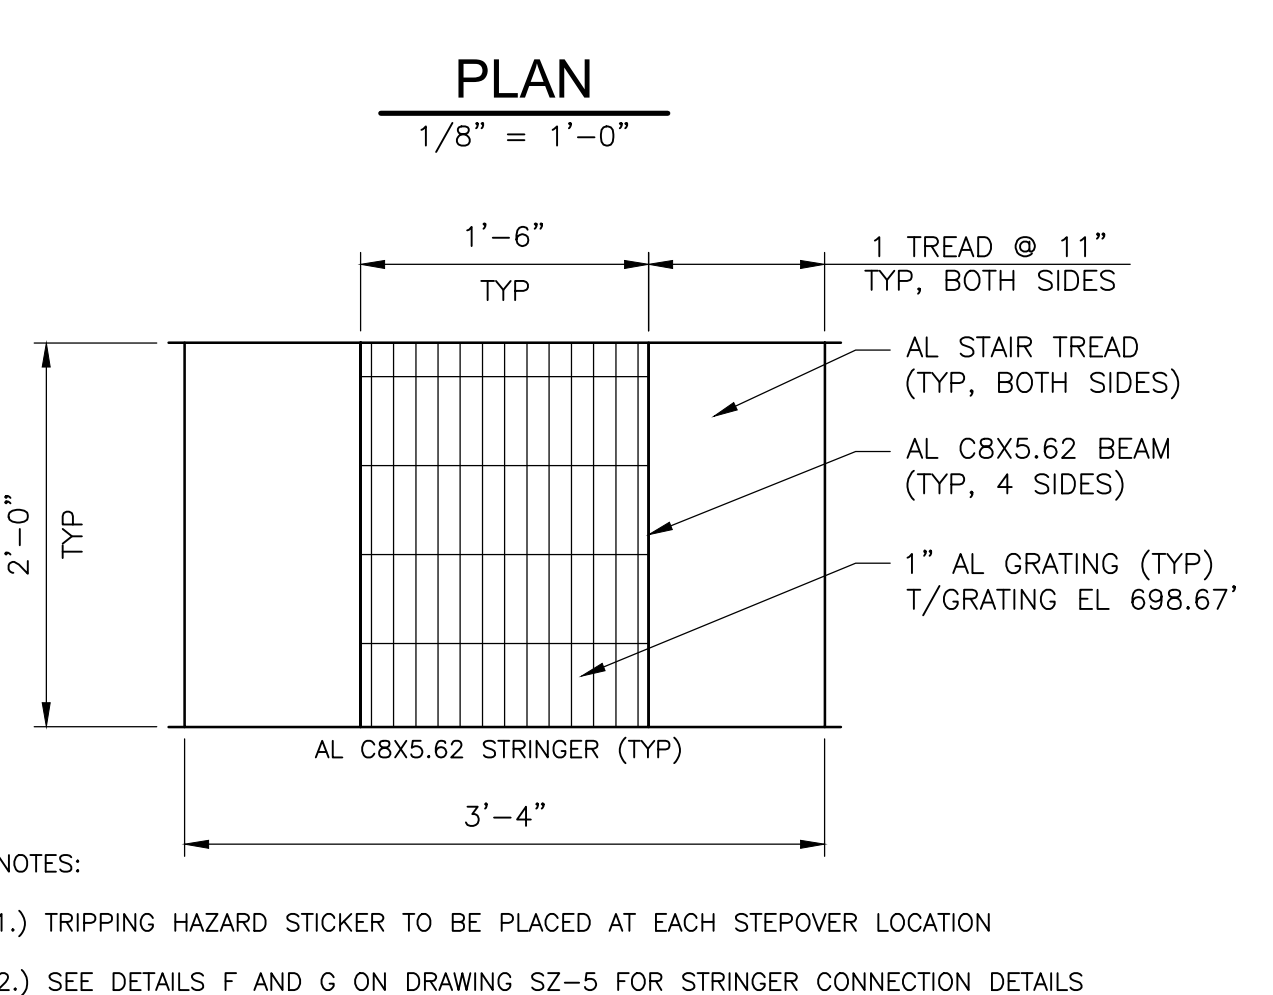 PLAN
1/8" = 1'-0"
1'-6"
TYP
1 TREAD @ 11"
TYP, BOTH SIDES
AL STAIR TREAD
(TYP, BOTH SIDES)
AL C8X5.62 BEAM
(TYP, 4 SIDES)
1" AL GRATING (TYP)
T/GRATING EL 698.67'
2'-0"
TYP
AL C8X5.62 STRINGER (TYP)
3'-4"
NOTES:
1.) TRIPPING HAZARD STICKER TO BE PLACED AT EACH STEPOVER LOCATION
2.) SEE DETAILS F AND G ON DRAWING SZ-5 FOR STRINGER CONNECTION DETAILS